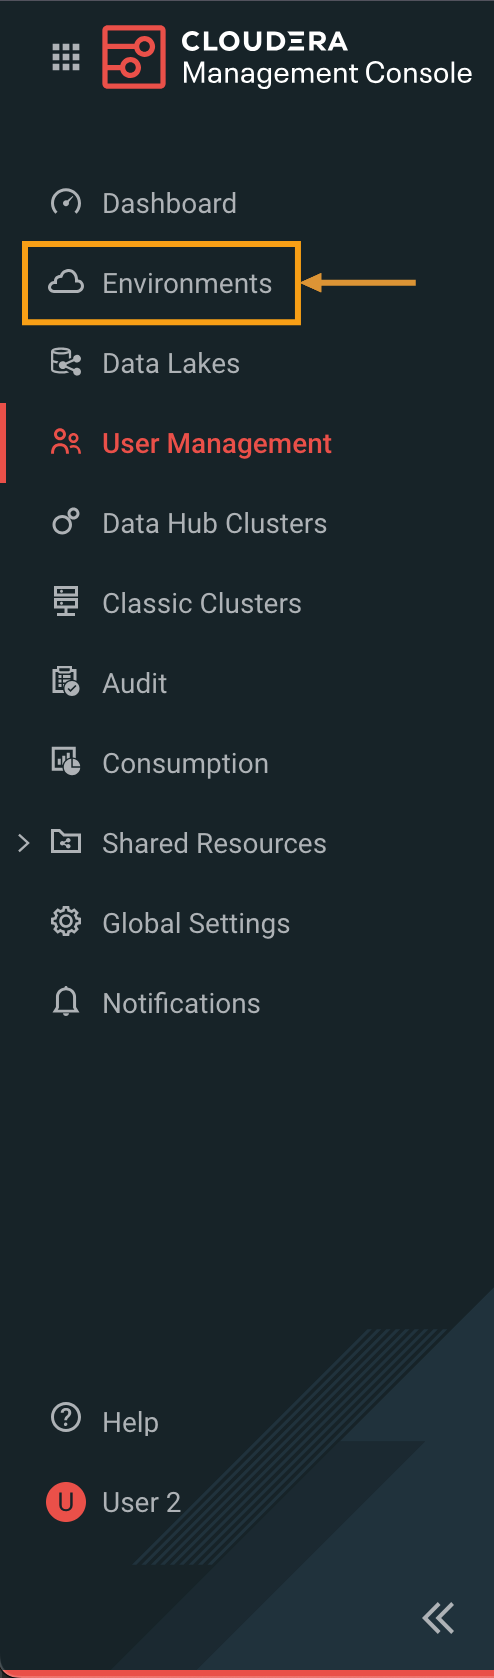 CLOUDERA
Management Console
Dashboard
Environments
Data Lakes
User Management
Data Hub Clusters
Classic Clusters
Audit
Consumption
Shared Resources
Global Settings
Notifications
Help
U User 2